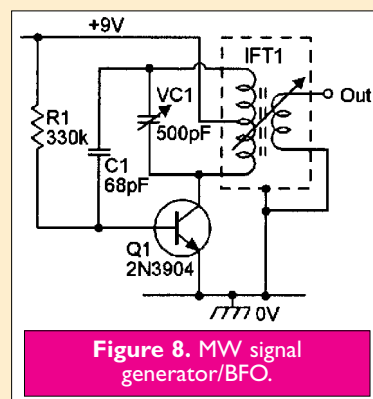 +9V
IFT1
VC1
500pF
Out
R1
330k
C1
68pF
Q1
2N3904
0V
Figure 8. MW signal
generator/BFO.